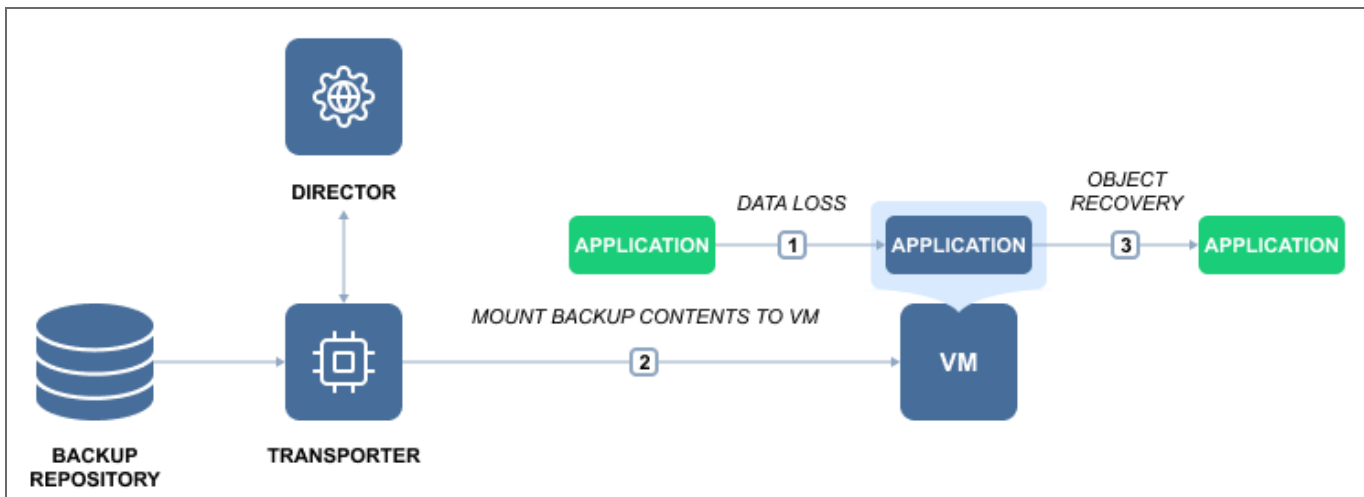 DIRECTOR
DATA LOSS
OBJECT
RECOVERY
APPLICATION
1
APPLICATION
3
APPLICATION
MOUNT BACKUP CONTENTS TO VM
2
VM
BACKUP
REPOSITORY
TRANSPORTER